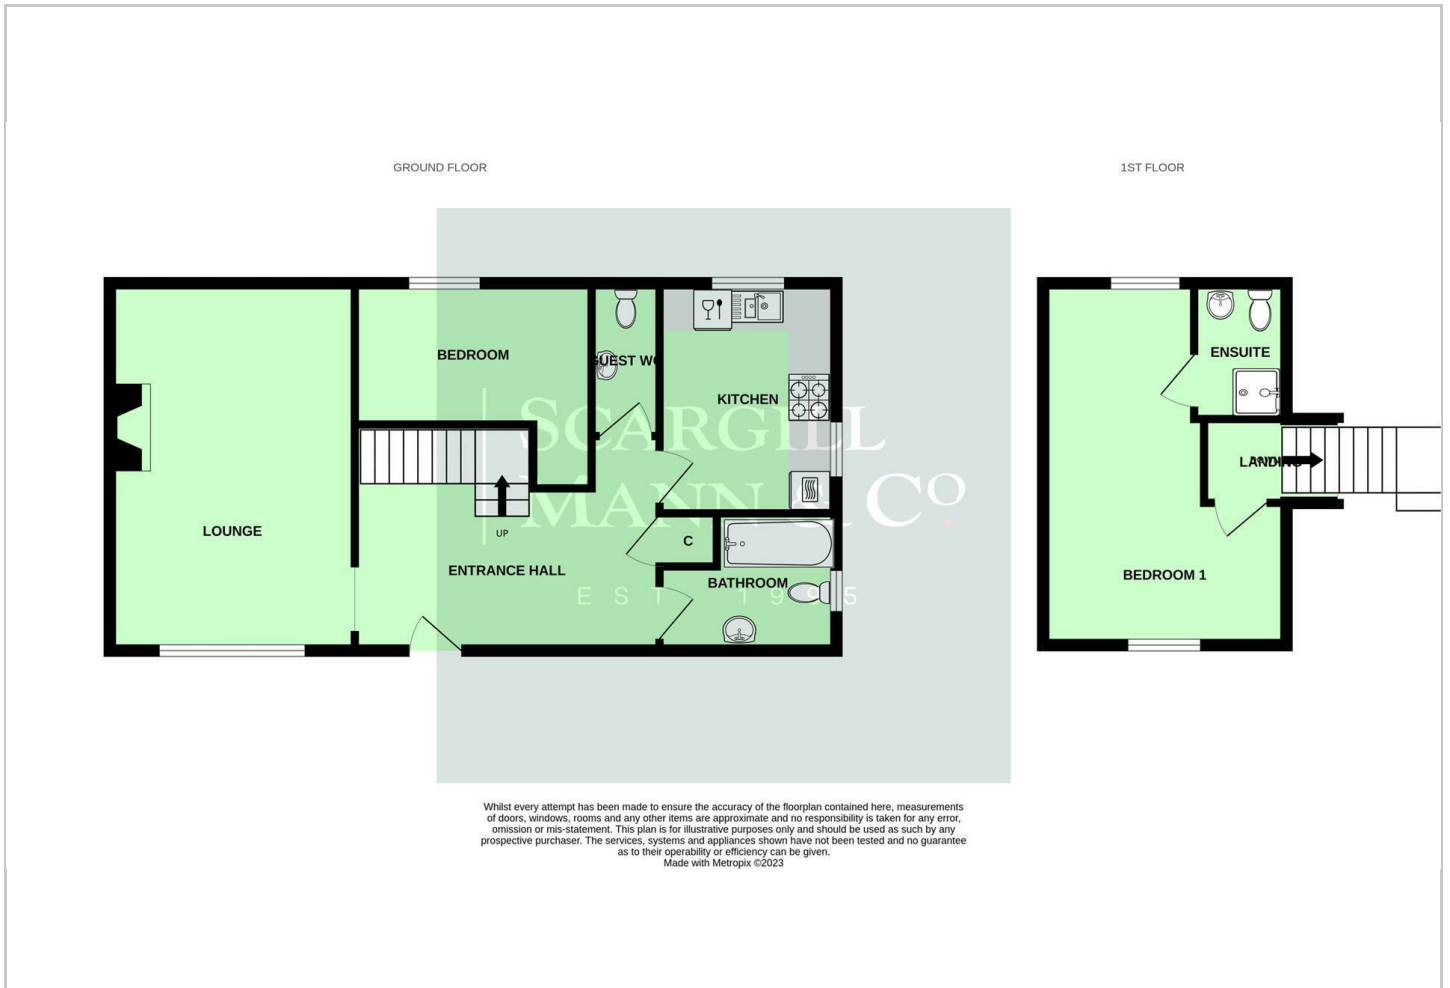 GROUND FLOOR
1ST FLOOR
BEDROOM
GUEST WC
ENSUITE
KITCHEN
SCARGILL
MANN & CO
EST 1995
LOUNGE
UP
ENTRANCE HALL
C
BATHROOM
LANDING
BEDROOM 1
Whilst every attempt has been made to ensure the accuracy of the floorplan contained here, measurements
of doors, windows, rooms and any other items are approximate and no responsibility is taken for any error,
omission or mis-statement. This plan is for illustrative purposes only and should be used as such by any
prospective purchaser. The services, systems and appliances shown have not been tested and no guarantee
as to their operability or efficiency can be given.
Made with Metropix ©2023